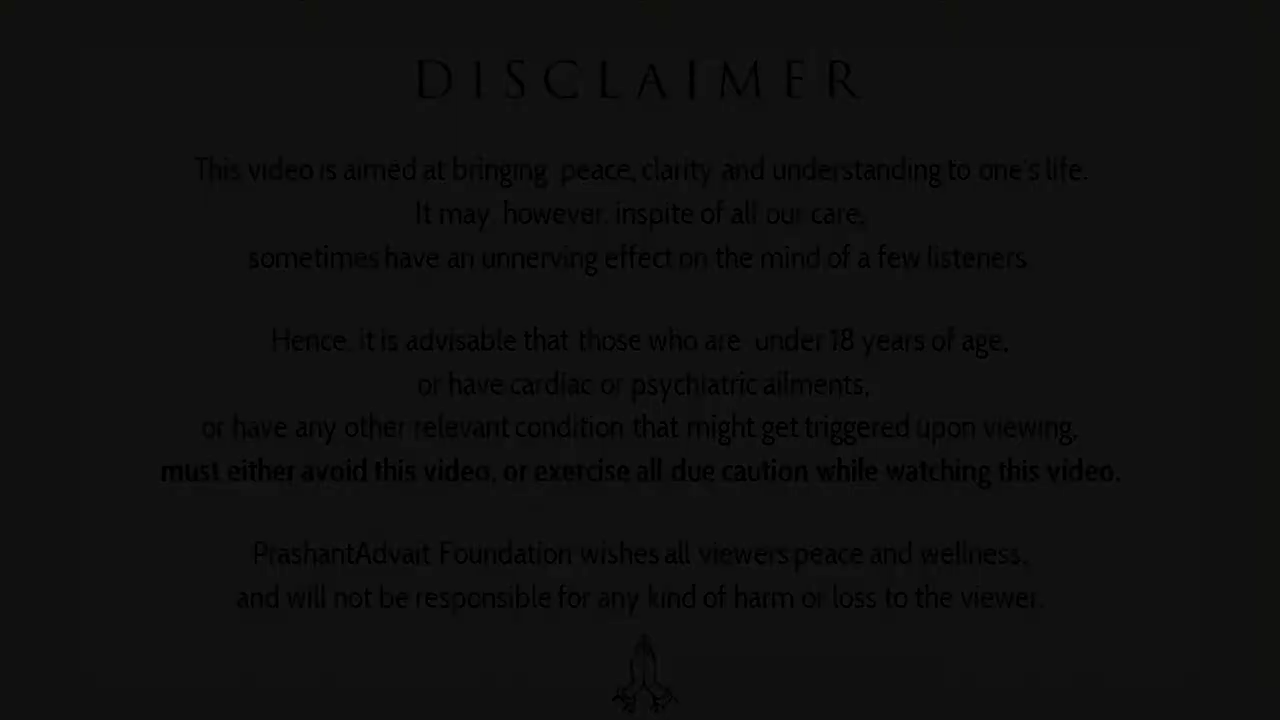 DISCLAIMER
This video is aimed at bringing peace, clarity and understanding to one's life.
It may, however, inspite of all our care,
sometimes have an unnerving effect on the mind of a few listeners.
Hence, it is advisable that those who are under 18 years of age,
or have cardiac or psychiatric ailments,
or have any other relevant condition that might get triggered upon viewing,
must either avoid this video, or exercise all due caution while watching this video.
PrashantAdvait Foundation wishes all viewers peace and wellness,
and will not be responsible for any kind of harm or loss to the viewer.